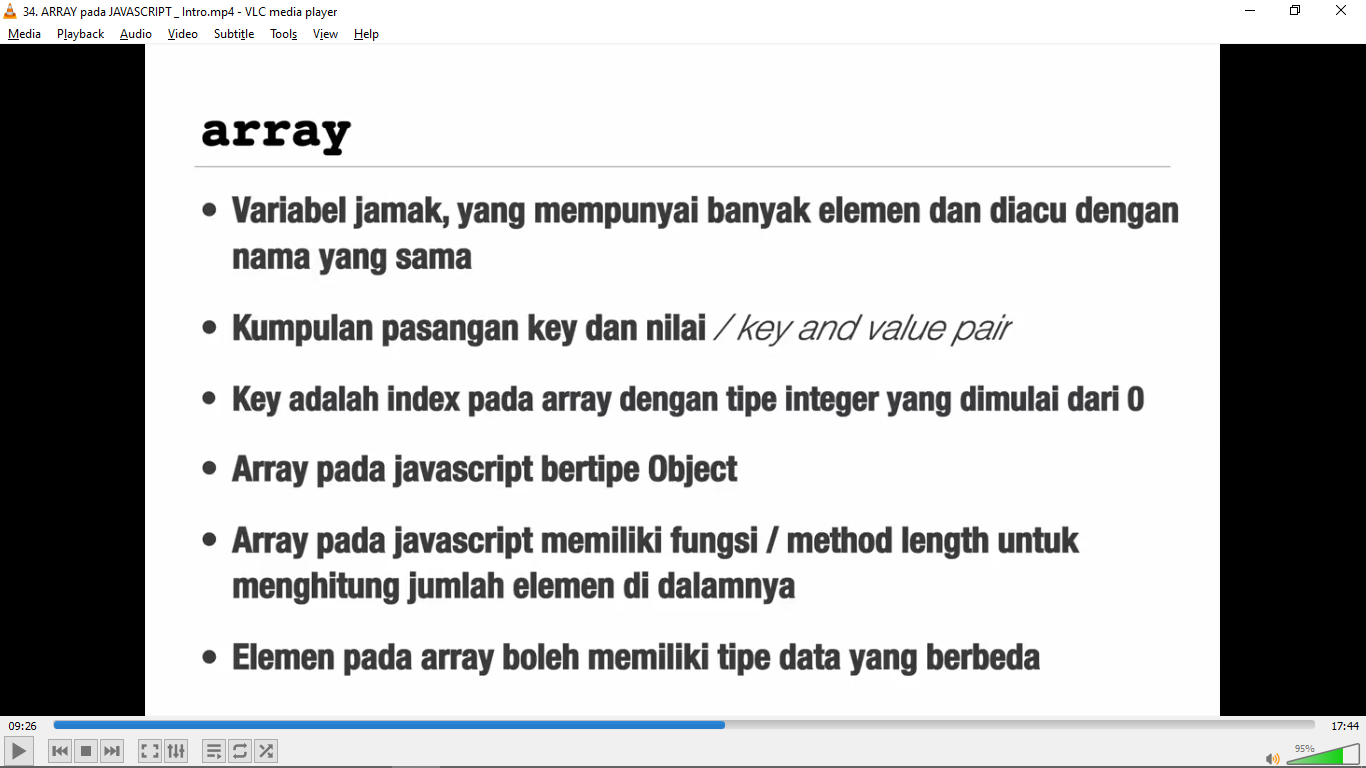 34. ARRAY pada JAVASCRIPT _ Intro.mp4 - VLC media player
Media Playback Audio Video Subtitle Tools View Help
array
• Variabel jamak, yang mempunyai banyak elemen dan diacu dengan
nama yang sama
• Kumpulan pasangan key dan nilai / key and value pair
• Key adalah index pada array dengan tipe integer yang dimulai dari 0
• Array pada javascript bertipe Object
• Array pada javascript memiliki fungsi / method length untuk
menghitung jumlah elemen di dalamnya
• Elemen pada array boleh memiliki tipe data yang berbeda
09:26 17:44
95%